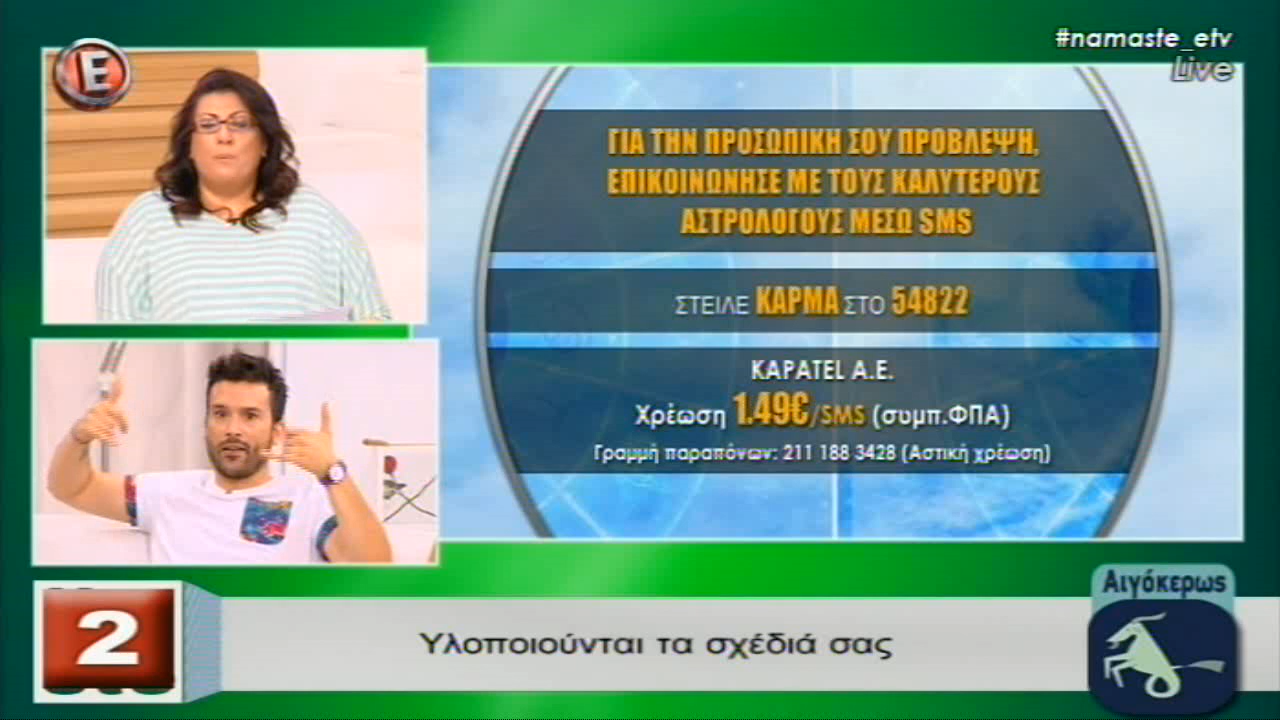 E
#namaste_etv
Live
ΓΙΑ ΤΗΝ ΠΡΟΣΩΠΙΚΗ ΣΟΥ ΠΡΟΒΛΕΨΗ,
ΕΠΙΚΟΙΝΩΝΗΣΕ ΜΕ ΤΟΥΣ ΚΑΛΥΤΕΡΟΥΣ
ΑΣΤΡΟΛΟΓΟΥΣ ΜΕΣΩ SMS
ΣΤΕΙΛΕ ΚΑΡΜΑ ΣΤΟ 54822
KAPATEL A.E.
Χρέωση 1.49€/SMS (συμπ.ΦΠΑ)
Γραμμή παραπόνων: 211 188 3428 (Αστική χρέωση)
2
Υλοποιούνται τα σχέδιά σας
Αιγόκερως